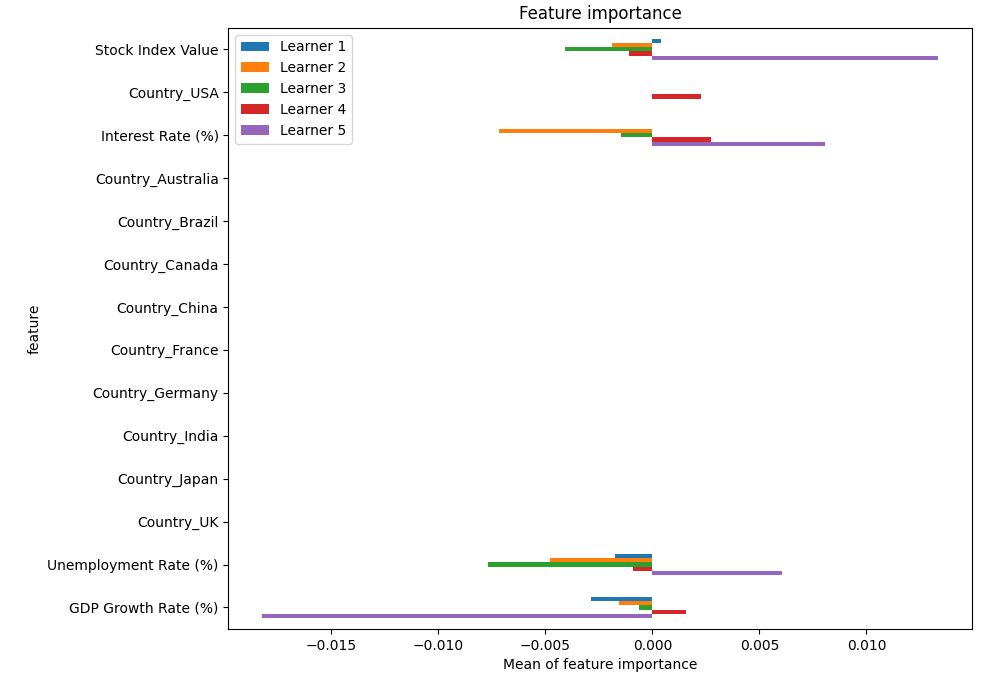 Feature importance
Learner 1
Learner 2
Learner 3
Learner 4
Learner 5
Stock Index Value
Country_USA
Interest Rate (%)
Country_Australia
Country_Brazil
Country_Canada
Country_China
Country_France
Country_Germany
Country_India
Country_Japan
Country_UK
Unemployment Rate (%)
GDP Growth Rate (%)
feature
−0.015 −0.010 −0.005 0.000 0.005 0.010
Mean of feature importance